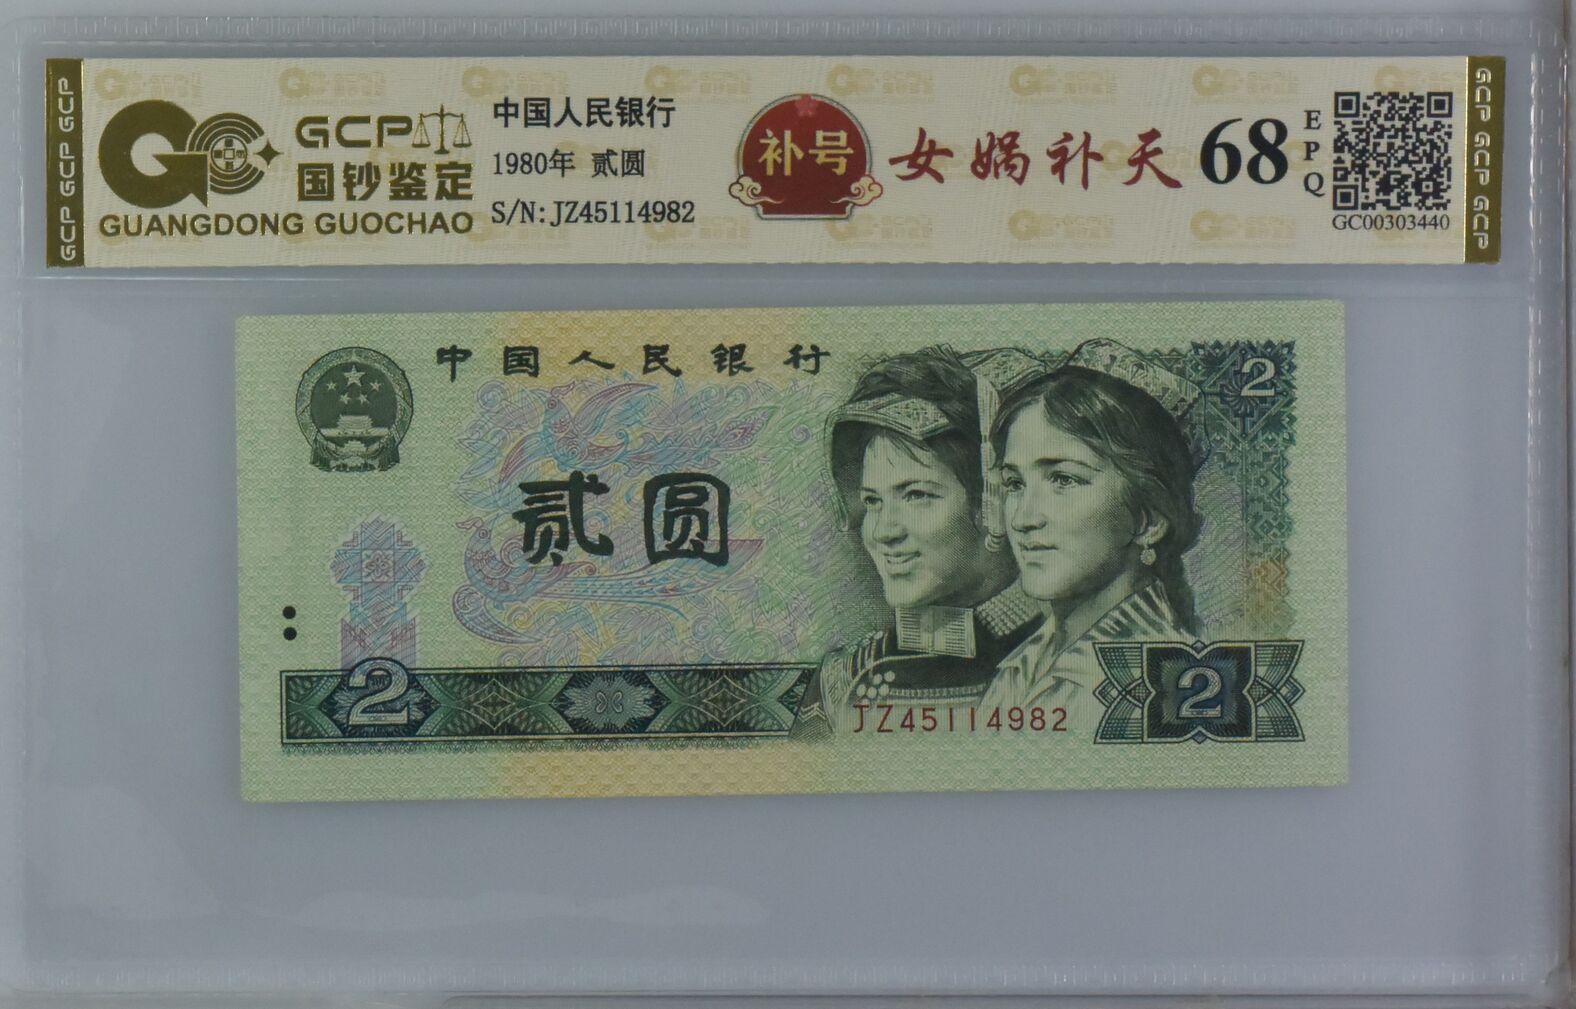 GCP GCP GCP
GCP
国钞鉴定
GUANGDONG GUOCHAO
中国人民银行
1980年 贰圆
S/N:JZ45114982
补号
女娲补天
68
EPQ
GC00303440
GCP GCP GCP
中国人民银行
2
贰圆
2
JZ45114982
2